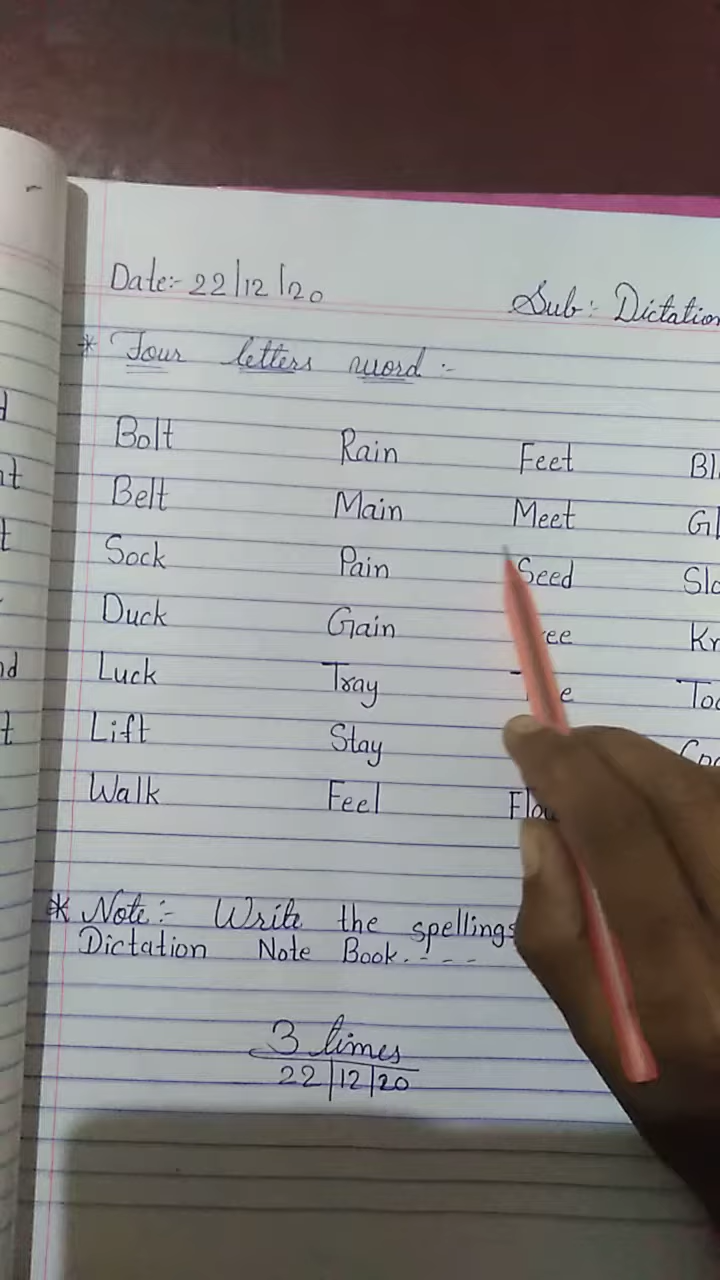 Date:- 22/12/20
Sub:- Dictation
* Four letters word :-
Bolt Rain Feet
Belt Main Meet
Sock Pain Seed
Duck Gain
Luck Tray
Lift Stay
Walk Feel
* Note:- Write the spellings
Dictation Note Book.----
3 times
22/12/20